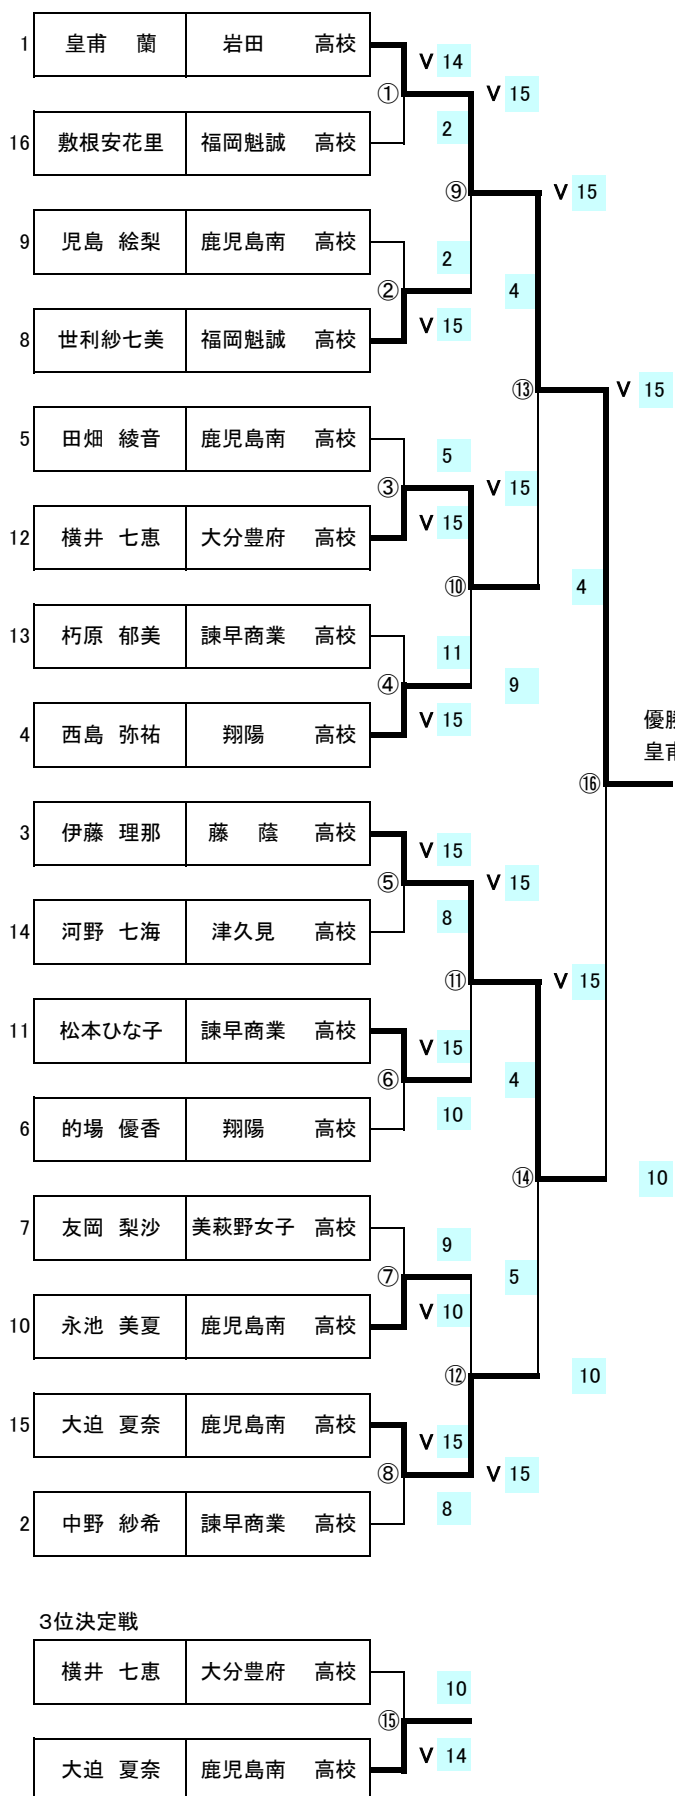 1 皇甫 蘭 岩田 高校
V 14
① V 15
2
16 敷根安花里 福岡魁誠 高校
⑨ V 15
9 児島 絵梨 鹿児島南 高校
2
② 4
V 15
8 世利紗七美 福岡魁誠 高校
⑬ V 15
5 田畑 綾音 鹿児島南 高校
5
③ V 15
V 15
12 横井 七恵 大分豊府 高校
⑩ 4
13 朽原 郁美 諫早商業 高校
11
④ 9
V 15
4 西島 弥祐 翔陽 高校
優勝
皇甫
⑯
3 伊藤 理那 藤 蔭 高校
V 15
⑤ V 15
8
14 河野 七海 津久見 高校
⑪ V 15
11 松本ひな子 諫早商業 高校
V 15
⑥ 4
10
6 的場 優香 翔陽 高校
⑭ 10
7 友岡 梨沙 美萩野女子 高校
9
⑦ 5
V 10
10 永池 美夏 鹿児島南 高校
⑫ 10
15 大迫 夏奈 鹿児島南 高校
V 15
⑧ V 15
8
2 中野 紗希 諫早商業 高校
3位決定戦
横井 七恵 大分豊府 高校
10
⑮
V 14
大迫 夏奈 鹿児島南 高校